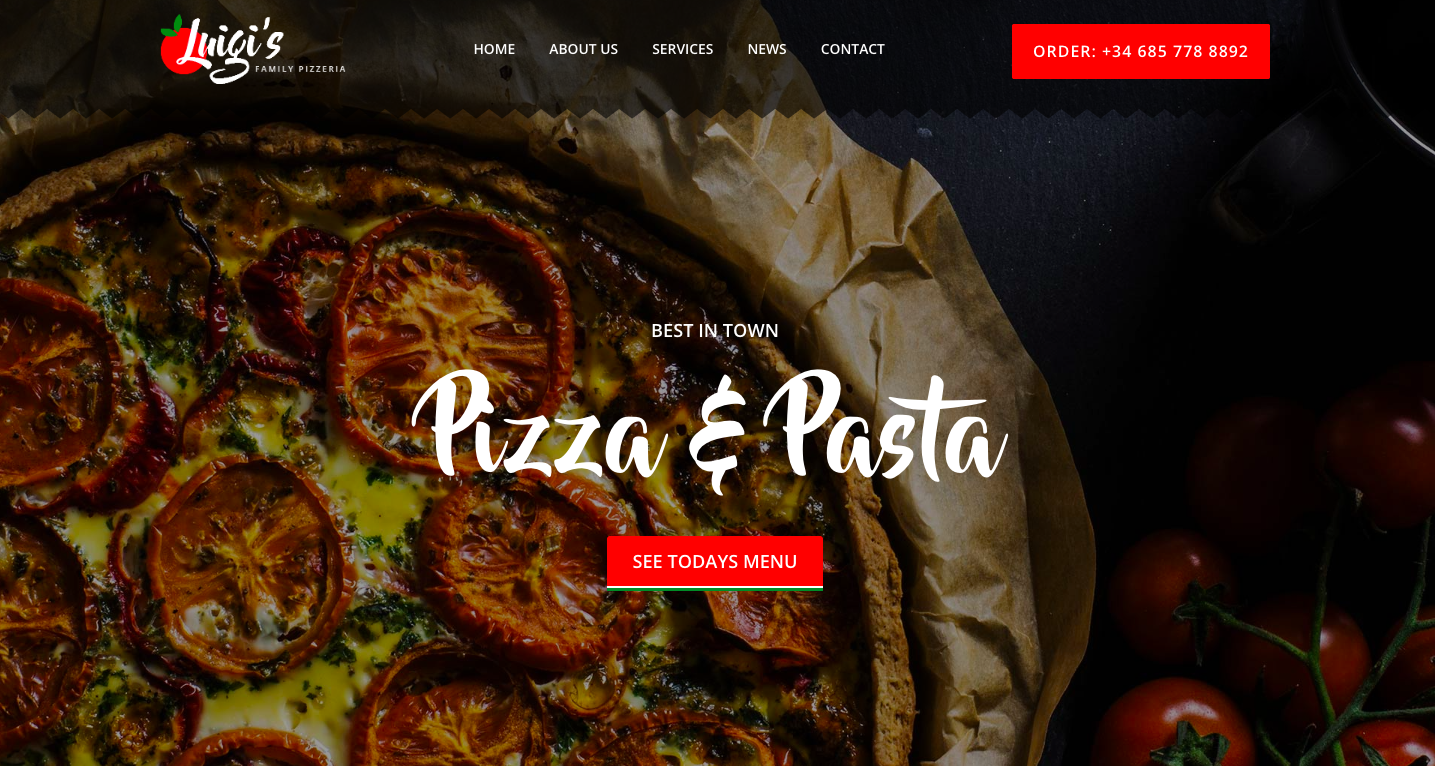 Luigi's
FAMILY PIZZERIA
HOME ABOUT US SERVICES NEWS CONTACT
ORDER: +34 685 778 8892
BEST IN TOWN
Pizza & Pasta
SEE TODAYS MENU